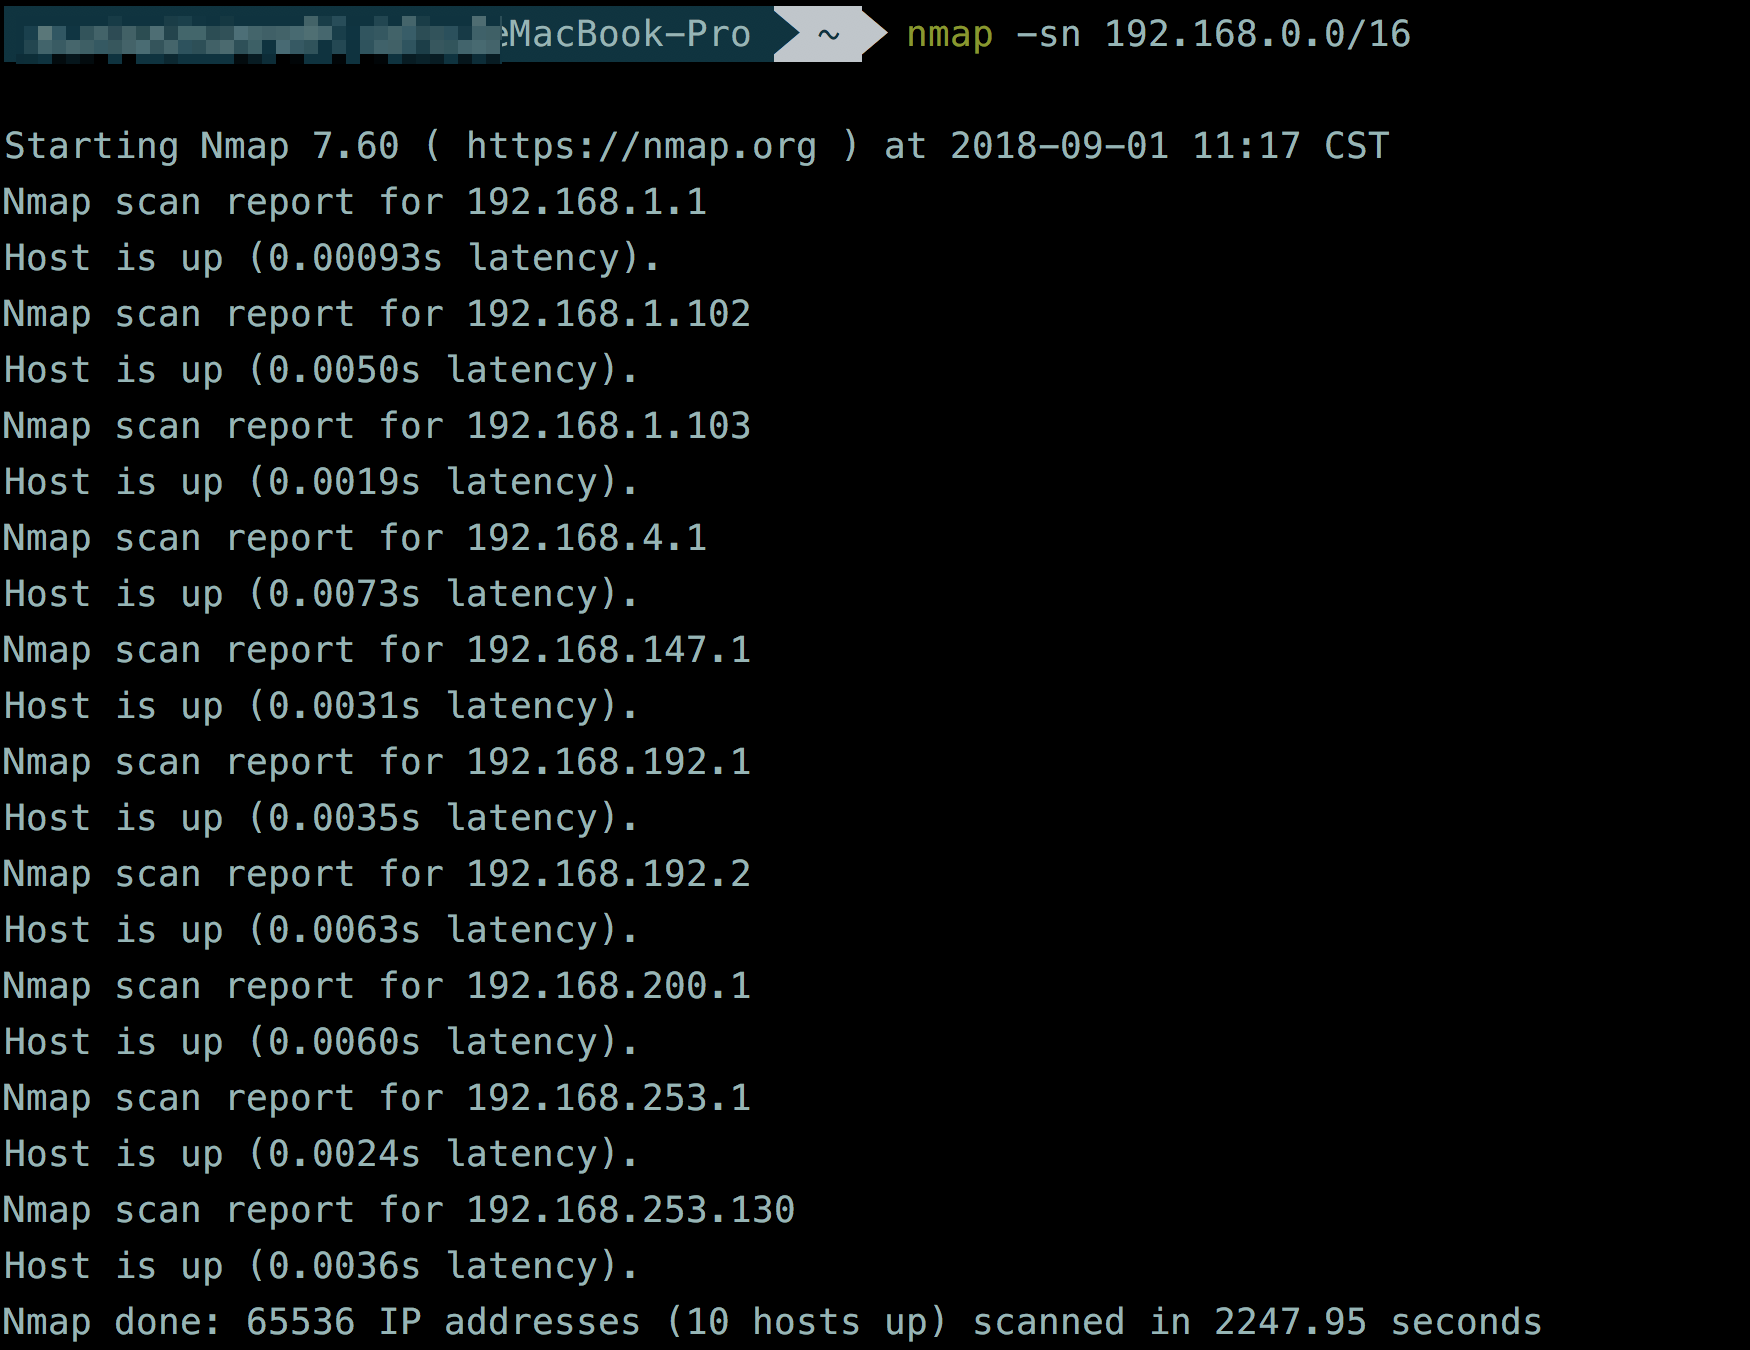 MacBook-Pro ~ nmap -sn 192.168.0.0/16
Starting Nmap 7.60 ( https://nmap.org ) at 2018-09-01 11:17 CST
Nmap scan report for 192.168.1.1
Host is up (0.00093s latency).
Nmap scan report for 192.168.1.102
Host is up (0.0050s latency).
Nmap scan report for 192.168.1.103
Host is up (0.0019s latency).
Nmap scan report for 192.168.4.1
Host is up (0.0073s latency).
Nmap scan report for 192.168.147.1
Host is up (0.0031s latency).
Nmap scan report for 192.168.192.1
Host is up (0.0035s latency).
Nmap scan report for 192.168.192.2
Host is up (0.0063s latency).
Nmap scan report for 192.168.200.1
Host is up (0.0060s latency).
Nmap scan report for 192.168.253.1
Host is up (0.0024s latency).
Nmap scan report for 192.168.253.130
Host is up (0.0036s latency).
Nmap done: 65536 IP addresses (10 hosts up) scanned in 2247.95 seconds